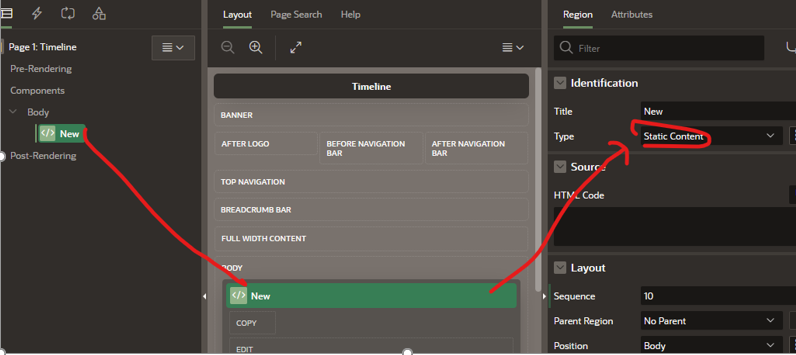 Page 1: Timeline
Pre-Rendering
Components
Body
</> New
Post-Rendering
Layout
Page Search
Help
Timeline
BANNER
AFTER LOGO
BEFORE NAVIGATION
BAR
AFTER NAVIGATION
BAR
TOP NAVIGATION
BREADCRUMB BAR
FULL WIDTH CONTENT
BODY
</> New
COPY
EDIT
Region
Attributes
Filter
Identification
Title New
Type Static Content
Source
HTML Code
Layout
Sequence 10
Parent Region No Parent
Position Body